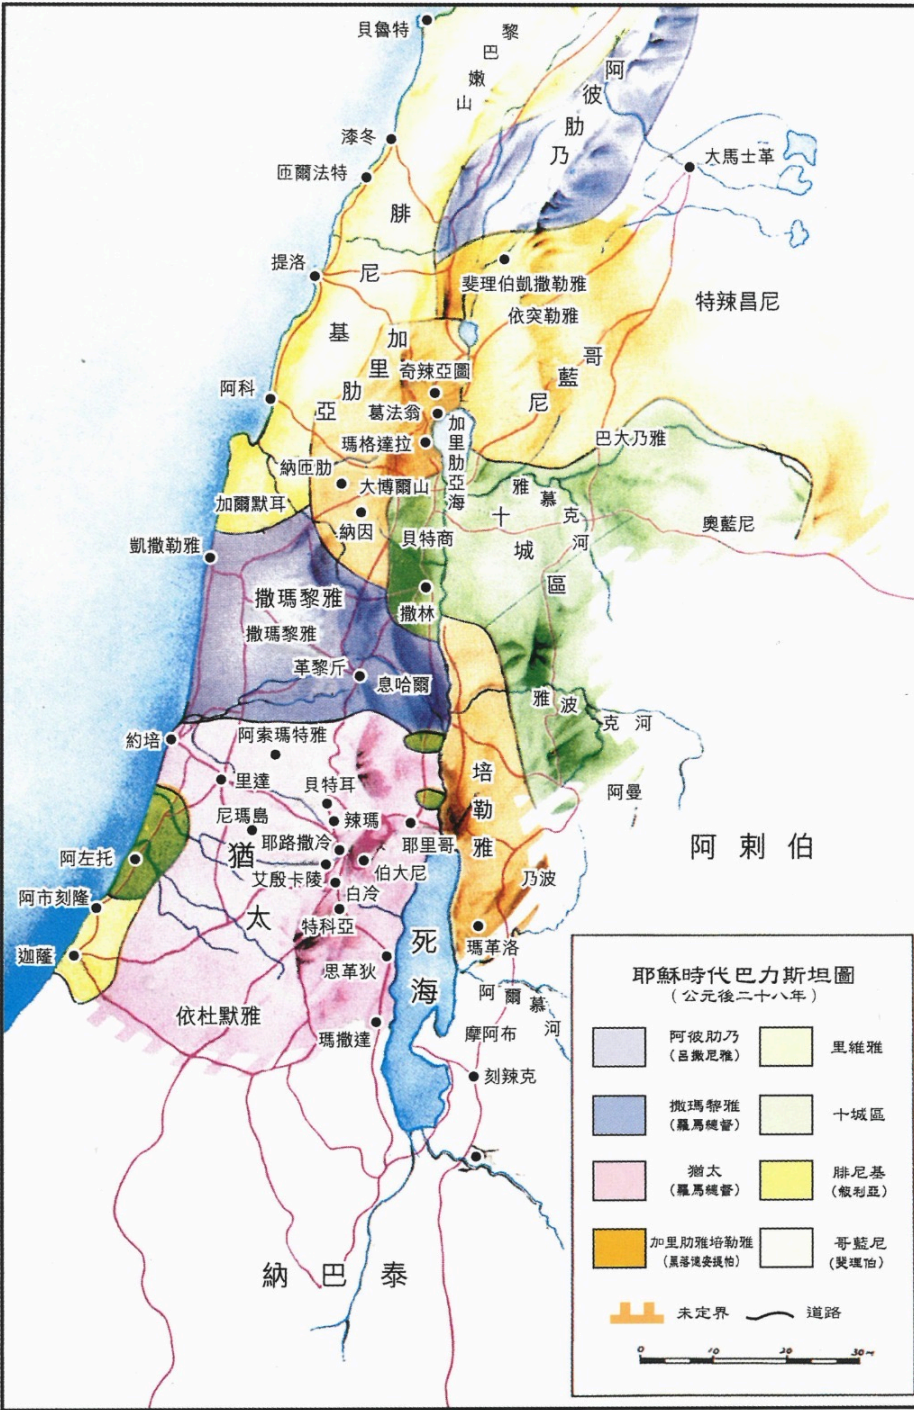 貝魯特
黎巴嫩山
阿彼肋乃
漆冬
大馬士革
匝爾法特
腓尼基
提洛
斐理伯凱撒勒雅
依突勒雅
特辣昌尼
加里肋亞
哥藍尼
奇辣亞圖
阿科
葛法翁
加里肋亞海
瑪格達拉
巴大乃雅
納匝肋
大博爾山
加爾默耳
雅慕克河
十城區
奧藍尼
納因
貝特商
凱撒勒雅
撒瑪黎雅
撒林
撒瑪黎雅
革黎斤
息哈爾
雅波克河
約培
阿索瑪特雅
培勒雅
里達
貝特耳
阿曼
尼瑪島
辣瑪
耶路撒冷
耶里哥
猶太
阿剌伯
阿左托
艾殷卡陵
伯大尼
乃波
白冷
阿市刻隆
特科亞
瑪革洛
死海
迦薩
思革狄
阿爾慕河
依杜默雅
瑪撒達
摩阿布
刻辣克
納巴泰
耶穌時代巴力斯坦圖
(公元後二十八年)
阿彼肋乃
(呂撒尼雅)
里維雅
撒瑪黎雅
(羅馬總督)
十城區
猶太
(羅馬總督)
腓尼基
(敘利亞)
加里肋雅培勒雅
(黑落德安提帕)
哥藍尼
(斐理伯)
未定界
道路
0 10 20 30